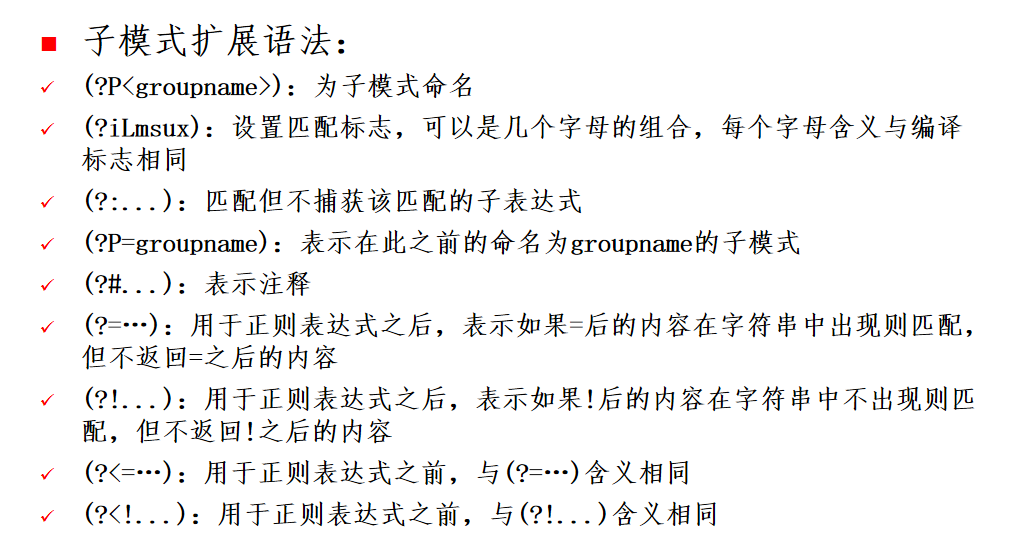 子模式扩展语法：
(?P<groupname>)：为子模式命名
(?iLmsux)：设置匹配标志，可以是几个字母的组合，每个字母含义与编译
标志相同
(?:...)：匹配但不捕获该匹配的子表达式
(?P=groupname)：表示在此之前的命名为groupname的子模式
(?#...)：表示注释
(?=…)：用于正则表达式之后，表示如果=后的内容在字符串中出现则匹配，
但不返回=之后的内容
(?!...)：用于正则表达式之后，表示如果!后的内容在字符串中不出现则匹
配，但不返回!之后的内容
(?<=…)：用于正则表达式之前，与(?=…)含义相同
(?<!...)：用于正则表达式之前，与(?!...)含义相同